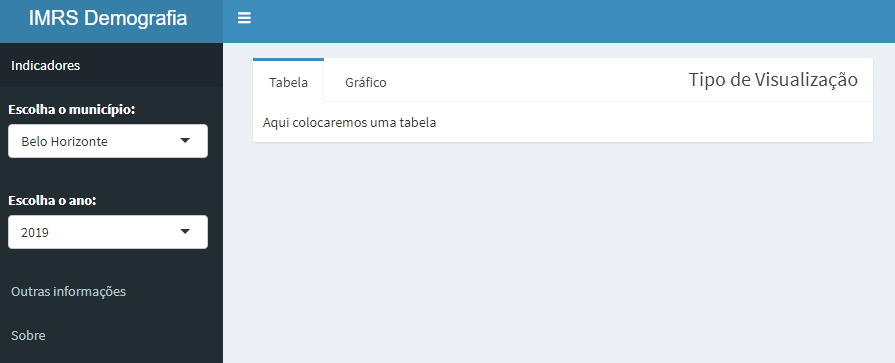 IMRS Demografia
Indicadores
Escolha o município:
Belo Horizonte
Escolha o ano:
2019
Outras informações
Sobre
Tabela
Gráfico
Tipo de Visualização
Aqui colocaremos uma tabela